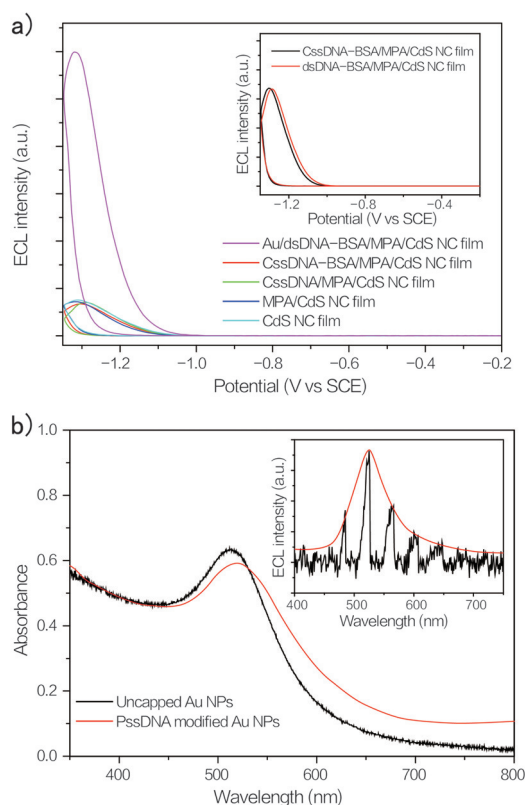 a)
ECL intensity (a.u.)
CssDNA-BSA/MPA/CdS NC film
dsDNA-BSA/MPA/CdS NC film
ECL intensity (a.u.)
−1.2 −0.8 −0.4
Potential (V vs SCE)
Au/dsDNA-BSA/MPA/CdS NC film
CssDNA-BSA/MPA/CdS NC film
CssDNA/MPA/CdS NC film
MPA/CdS NC film
CdS NC film
−1.2 −1.0 −0.8 −0.6 −0.4 −0.2
Potential (V vs SCE)
b)
1.0
0.8
0.6
0.4
0.2
0.0
Absorbance
ECL intensity (a.u.)
400 500 600 700
Wavelength (nm)
Uncapped Au NPs
PssDNA modified Au NPs
400 500 600 700 800
Wavelength (nm)